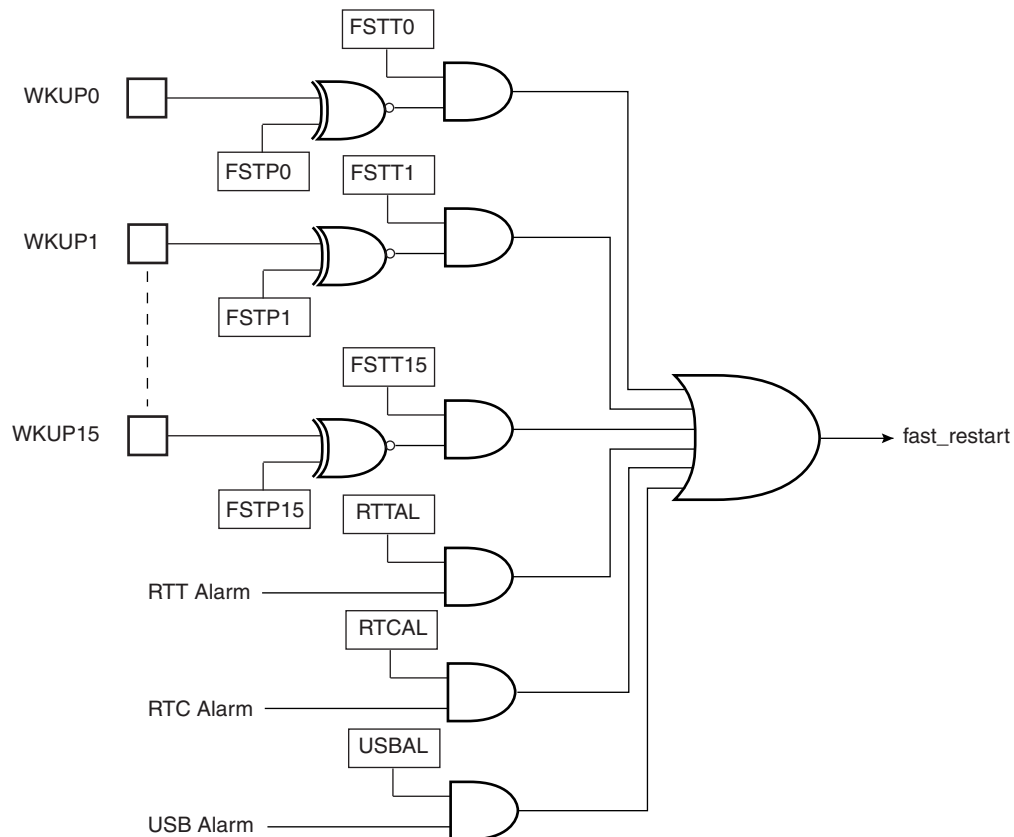 FSTT0
WKUP0
FSTP0
FSTT1
WKUP1
FSTP1
FSTT15
WKUP15
fast_restart
FSTP15
RTTAL
RTT Alarm
RTCAL
RTC Alarm
USBAL
USB Alarm